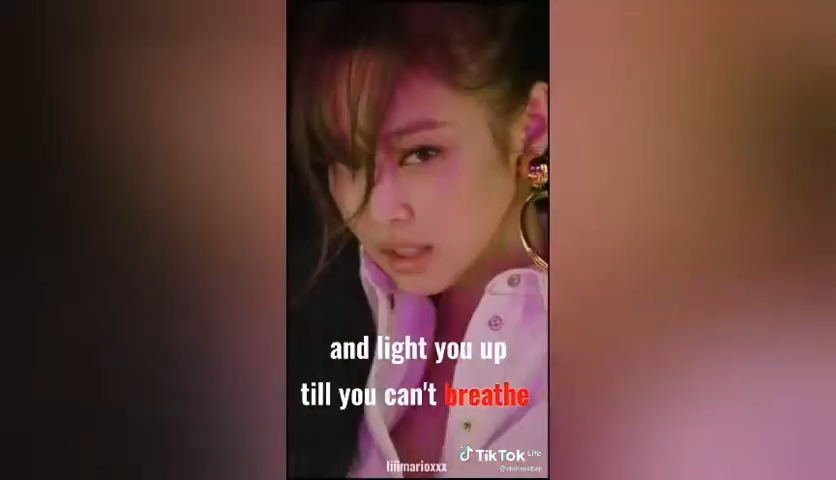 and light you up
till you can't breathe
TikTok Lite
liiimarioxxx